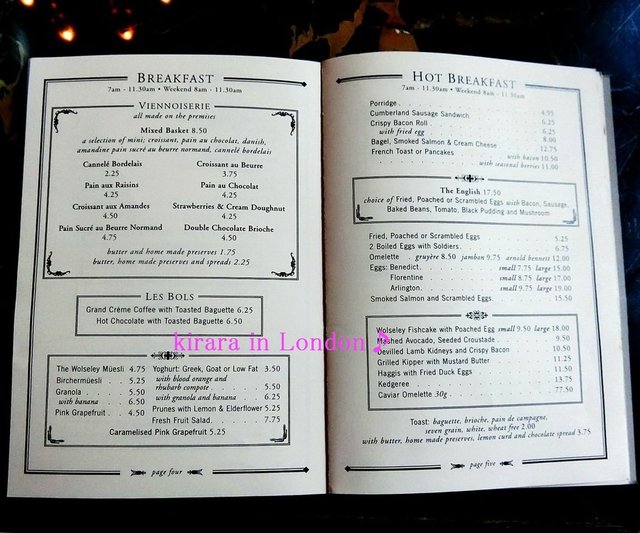 BREAKFAST
7am - 11.30am • Weekend 8am - 11.30am
VIENNOISERIE
all made on the premises
Mixed Basket 8.50
a selection of mini; croissant, pain au chocolat, danish,
amandine pain sucré au beurre normand, cannelé bordelais
Cannelé Bordelais
2.25
Croissant au Beurre
3.75
Pain aux Raisins
4.25
Pain au Chocolat
4.25
Croissant aux Amandes
4.50
Strawberries & Cream Doughnut
4.25
Pain Sucré au Beurre Normand
4.75
Double Chocolate Brioche
4.50
butter and home made preserves 1.75
butter, home made preserves and spreads 2.25
LES BOLS
Grand Crème Coffee with Toasted Baguette 6.25
Hot Chocolate with Toasted Baguette 6.50
The Wolseley Müesli 4.75
Birchermüesli . 5.25
Granola . . . 5.50
with banana . 6.50
Pink Grapefruit . 4.50
Yoghurt: Greek, Goat or Low Fat 3.50
with blood orange and
rhubarb compote . . 5.50
with granola and banana . 6.25
Prunes with Lemon & Elderflower 5.25
Fresh Fruit Salad . . . 7.75
Caramelised Pink Grapefruit 5.25
page four
HOT BREAKFAST
7am - 11.30am • Weekend 8am - 11.30am
Porridge .
Cumberland Sausage Sandwich . 4.95
Crispy Bacon Roll . 6.25
with fried egg 6.25
Bagel, Smoked Salmon & Cream Cheese . 8.00
French Toast or Pancakes . 12.75
with bacon 10.50
with seasonal berries 11.00
The English 17.50
choice of Fried, Poached or Scrambled Eggs with Bacon, Sausage,
Baked Beans, Tomato, Black Pudding and Mushroom
Fried, Poached or Scrambled Eggs . 5.25
2 Boiled Eggs with Soldiers . 6.75
Omelette . gruyère 8.50 jambon 9.75 arnold bennett 12.00
Eggs: Benedict . small 7.75 large 15.00
Florentine . small 8.75 large 17.00
Arlington . small 9.75 large 19.00
Smoked Salmon and Scrambled Eggs . 15.50
Wolseley Fishcake with Poached Egg small 9.50 large 18.00
Mashed Avocado, Seeded Croustade . 9.50
Devilled Lamb Kidneys and Crispy Bacon . 10.50
Grilled Kipper with Mustard Butter . 11.25
Haggis with Fried Duck Eggs . 11.50
Kedgeree . 13.75
Caviar Omelette 30g . 77.50
Toast: baguette, brioche, pain de campagne,
seven grain, white, wheat free 2.00
with butter, home made preserves, lemon curd and chocolate spread 3.75
page five
kirara in London♪